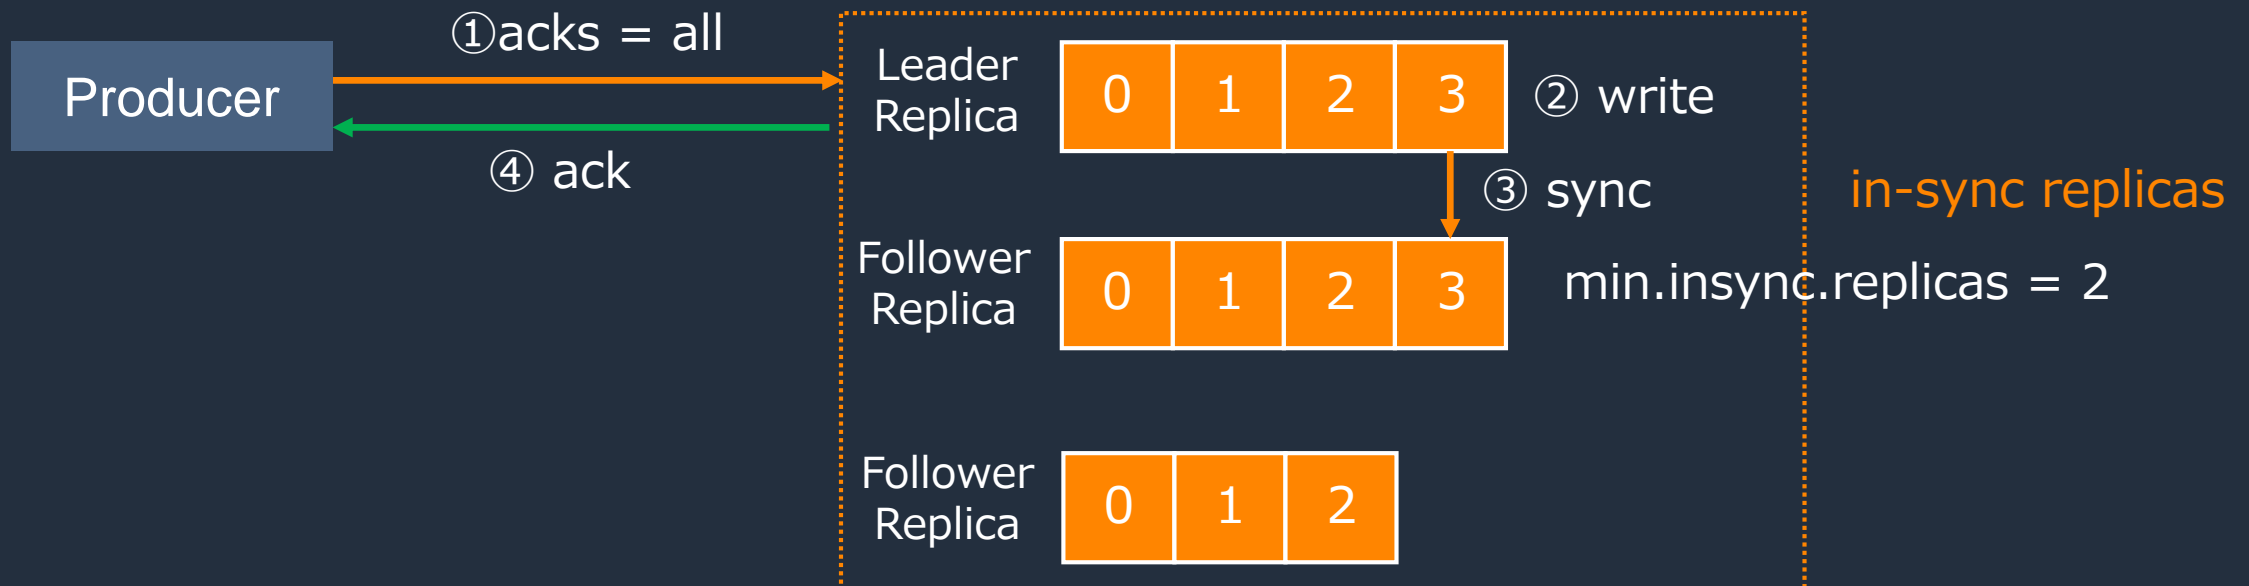 ①acks = all
Producer
④ ack
Leader
Replica
0 1 2 3
② write
③ sync
in-sync replicas
Follower
Replica
0 1 2 3
min.insync.replicas = 2
Follower
Replica
0 1 2